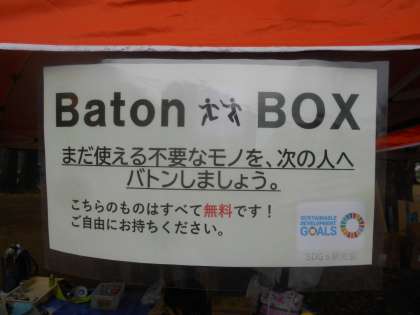 Baton BOX
まだ使える不要なモノを、次の人へ
バトンしましょう。
こちらのものはすべて無料です！
ご自由にお持ちください。
SUSTAINABLE
DEVELOPMENT
GOALS